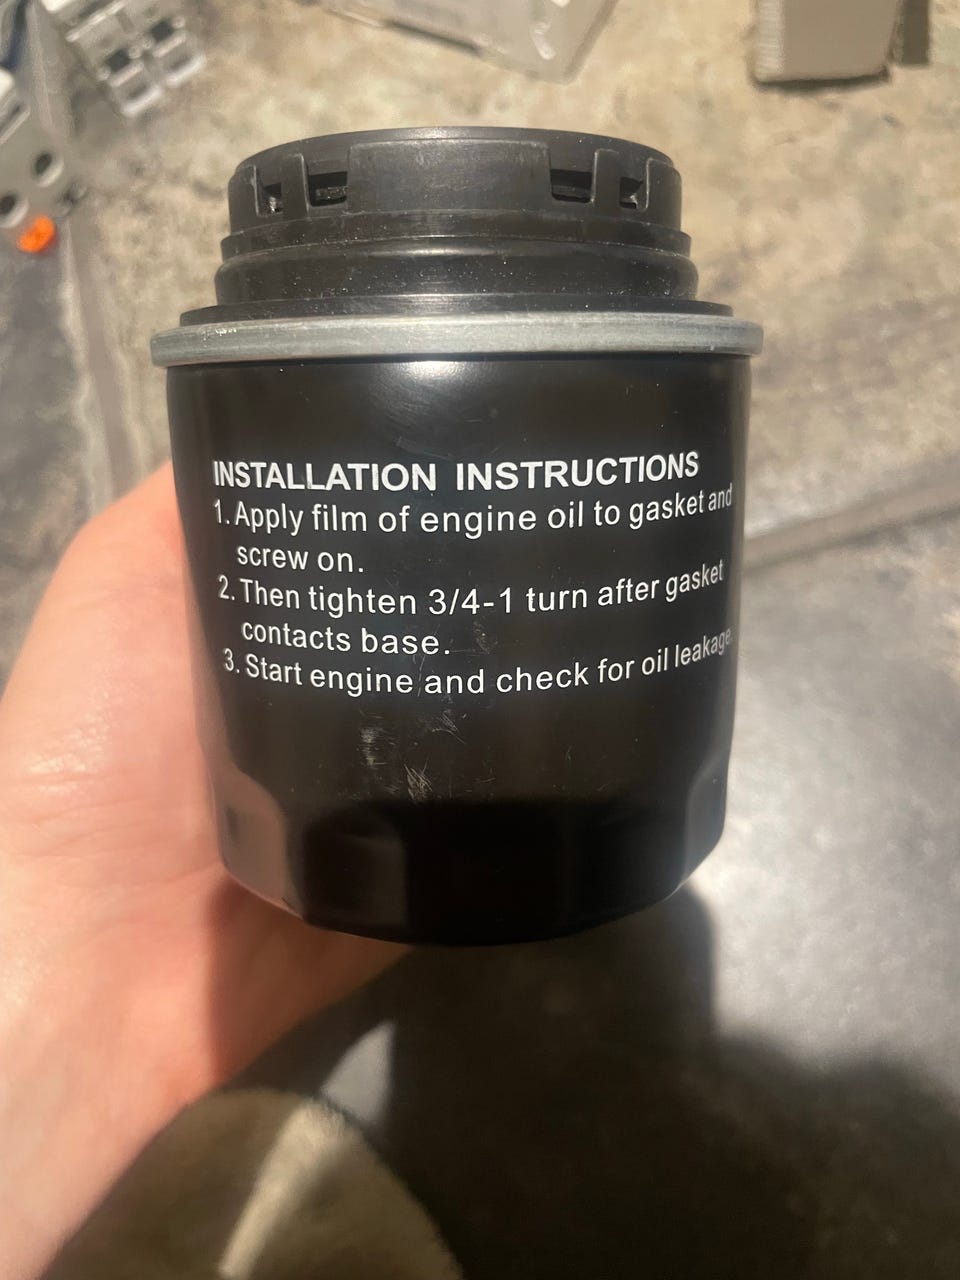 INSTALLATION INSTRUCTIONS
1. Apply film of engine oil to gasket and
screw on.
2. Then tighten 3/4-1 turn after gasket
contacts base.
3. Start engine and check for oil leakage.